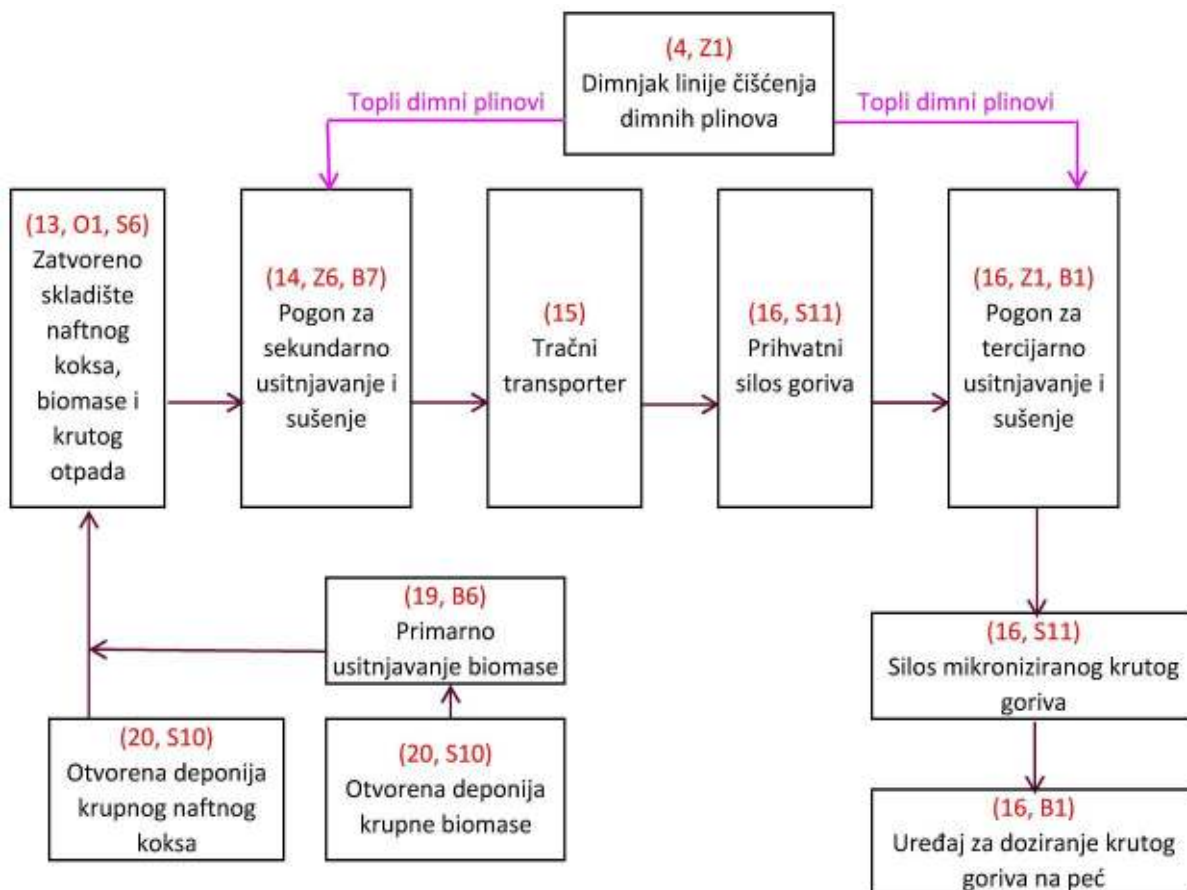 (4, Z1)
Dimnjak linije čišćenja
dimnih plinova
Topli dimni plinovi
Topli dimni plinovi
(13, O1, S6)
Zatvoreno
skladište
naftnog
koksa,
biomase i
krutog
otpada
(14, Z6, B7)
Pogon za
sekundarno
usitnjavanje i
sušenje
(15)
Tračni
transporter
(16, S11)
Prihvatni
silos goriva
(16, Z1, B1)
Pogon za
tercijarno
usitnjavanje i
sušenje
(19, B6)
Primarno
usitnjavanje biomase
(20, S10)
Otvorena deponija
krupnog naftnog
koksa
(20, S10)
Otvorena deponija
krupne biomase
(16, S11)
Silos mikroniziranog krutog
goriva
(16, B1)
Uređaj za doziranje krutog
goriva na peć